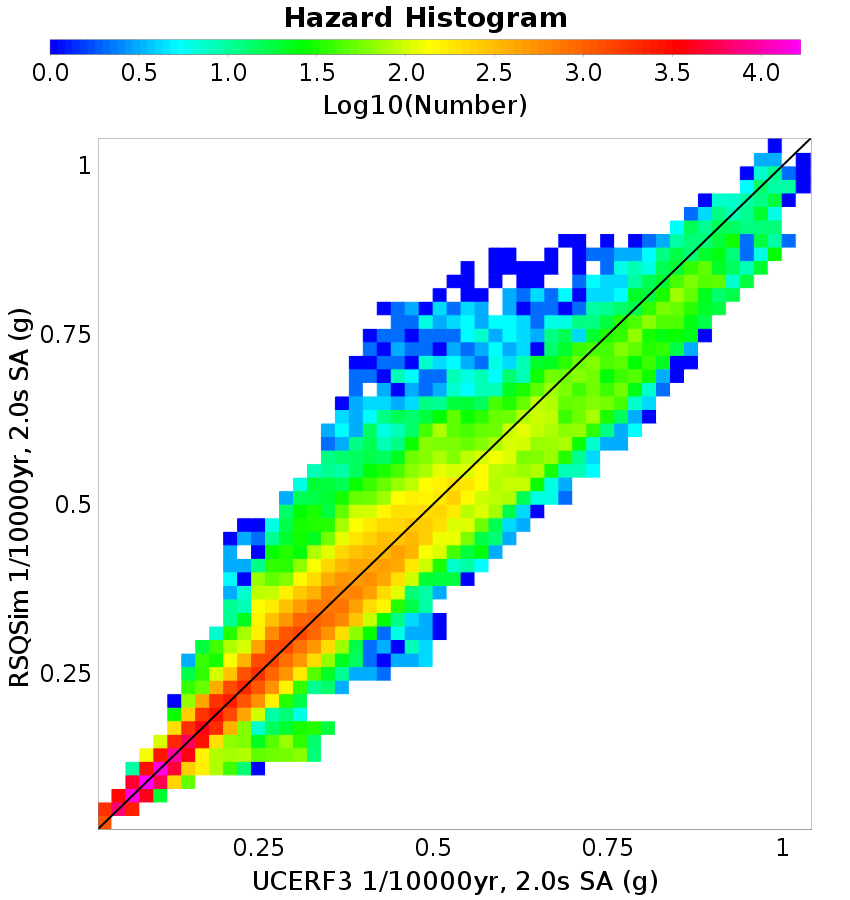 Hazard Histogram
0.0 0.5 1.0 1.5 2.0 2.5 3.0 3.5 4.0
Log10(Number)
1
0.75
0.5
0.25
RSQSim 1/10000yr, 2.0s SA (g)
0.25 0.5 0.75 1
UCERF3 1/10000yr, 2.0s SA (g)